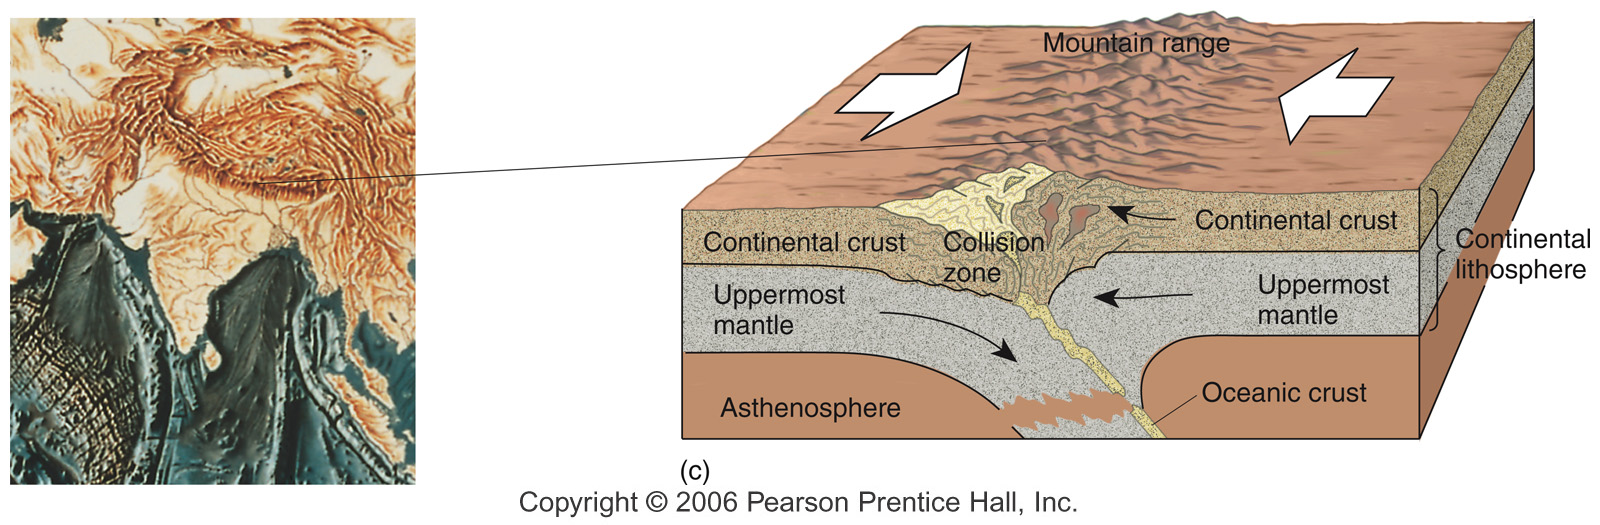 Mountain range
Continental crust
Continental crust
Collision
zone
Continental
lithosphere
Uppermost
mantle
Uppermost
mantle
Asthenosphere
Oceanic crust
(c)
Copyright © 2006 Pearson Prentice Hall, Inc.